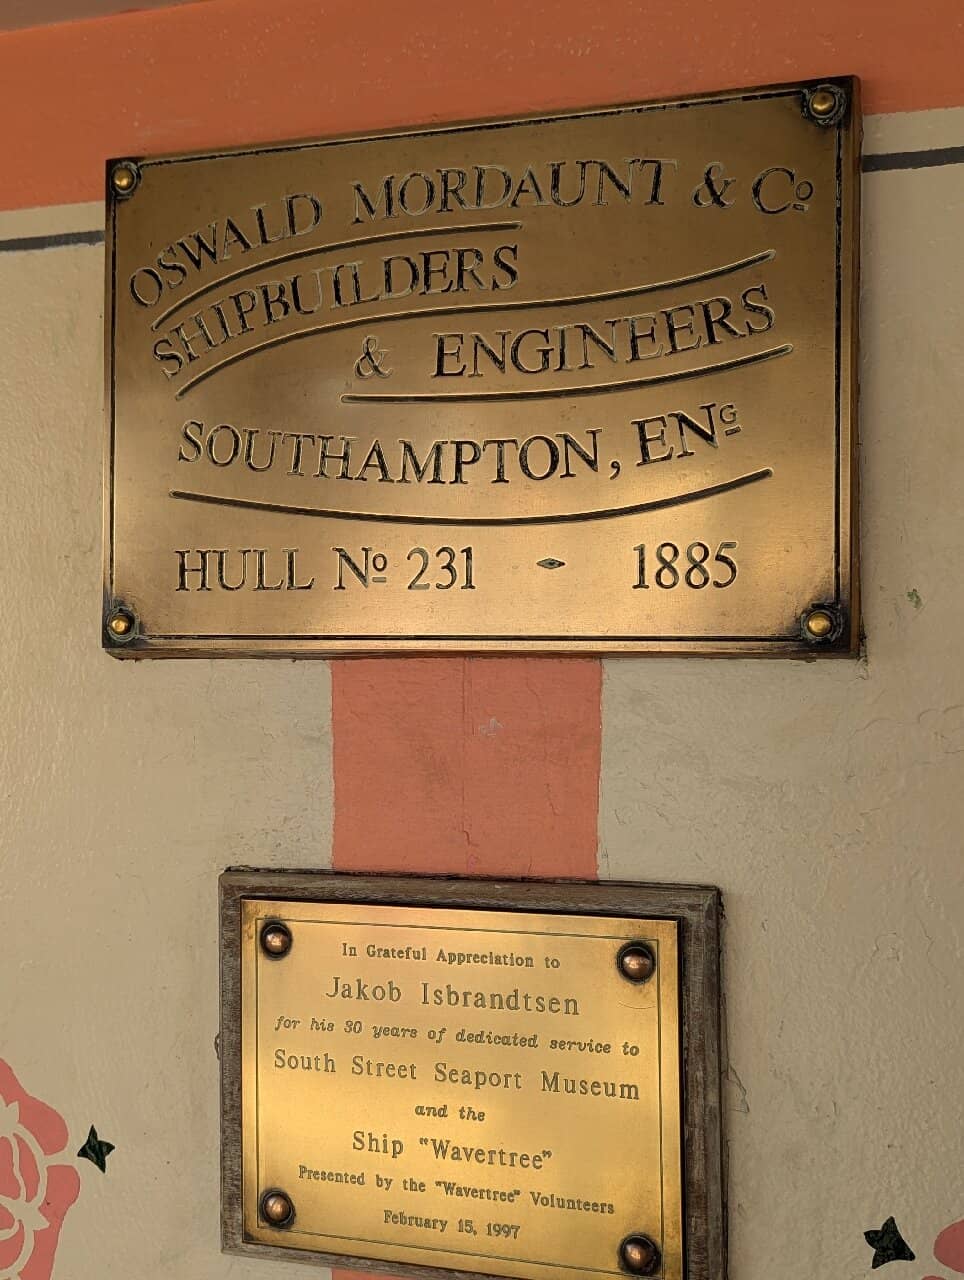 OSWALD MORDAUNT & Cº
SHIPBUILDERS
& ENGINEERS
SOUTHAMPTON, ENᴳ
HULL Nº 231 ⬥ 1885
In Grateful Appreciation to
Jakob Isbrandtsen
for his 30 years of dedicated service to
South Street Seaport Museum
and the
Ship "Wavertree"
Presented by the "Wavertree" Volunteers
February 15, 1997